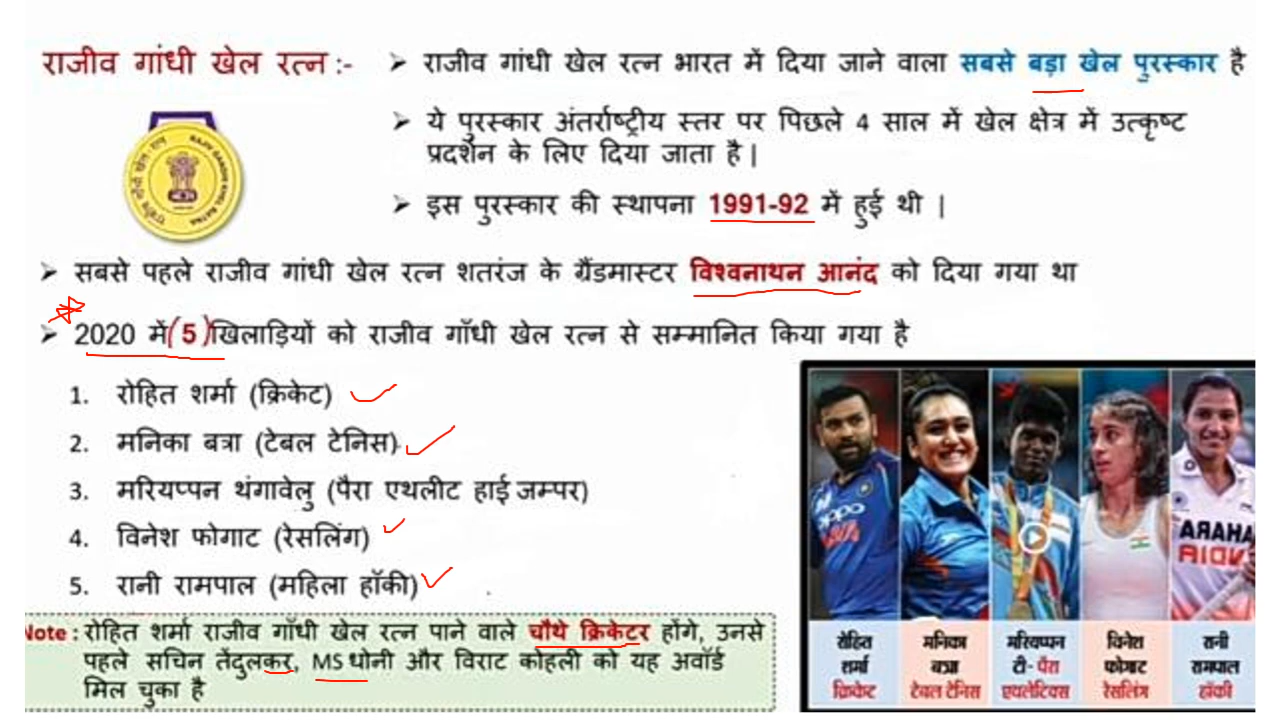 राजीव गांधी खेल रत्न :-
➢ राजीव गांधी खेल रत्न भारत में दिया जाने वाला सबसे बड़ा खेल पुरस्कार है
➢ ये पुरस्कार अंतर्राष्ट्रीय स्तर पर पिछले 4 साल में खेल क्षेत्र में उत्कृष्ट
प्रदर्शन के लिए दिया जाता है |
➢ इस पुरस्कार की स्थापना 1991-92 में हुई थी |
➢ सबसे पहले राजीव गांधी खेल रत्न शतरंज के ग्रैंडमास्टर विश्वनाथन आनंद को दिया गया था
➢ 2020 में (5) खिलाड़ियों को राजीव गाँधी खेल रत्न से सम्मानित किया गया है
1. रोहित शर्मा (क्रिकेट)
2. मनिका बत्रा (टेबल टेनिस)
3. मरियप्पन थंगावेलु (पैरा एथलीट हाई जम्पर)
4. विनेश फोगाट (रेसलिंग)
5. रानी रामपाल (महिला हॉकी)
Note : रोहित शर्मा राजीव गाँधी खेल रत्न पाने वाले चौथे क्रिकेटर होंगे, उनसे
पहले सचिन तेंदुलकर, MS धोनी और विराट कोहली को यह अवॉर्ड
मिल चुका है
oppo
INDIA
रोहित शर्मा क्रिकेट
मनिका बत्रा टेबल टेनिस
मरियप्पन टी- पैरा एथलेटिक्स
विनेश फोगाट रेसलिंग
रानी रामपाल हॉकी